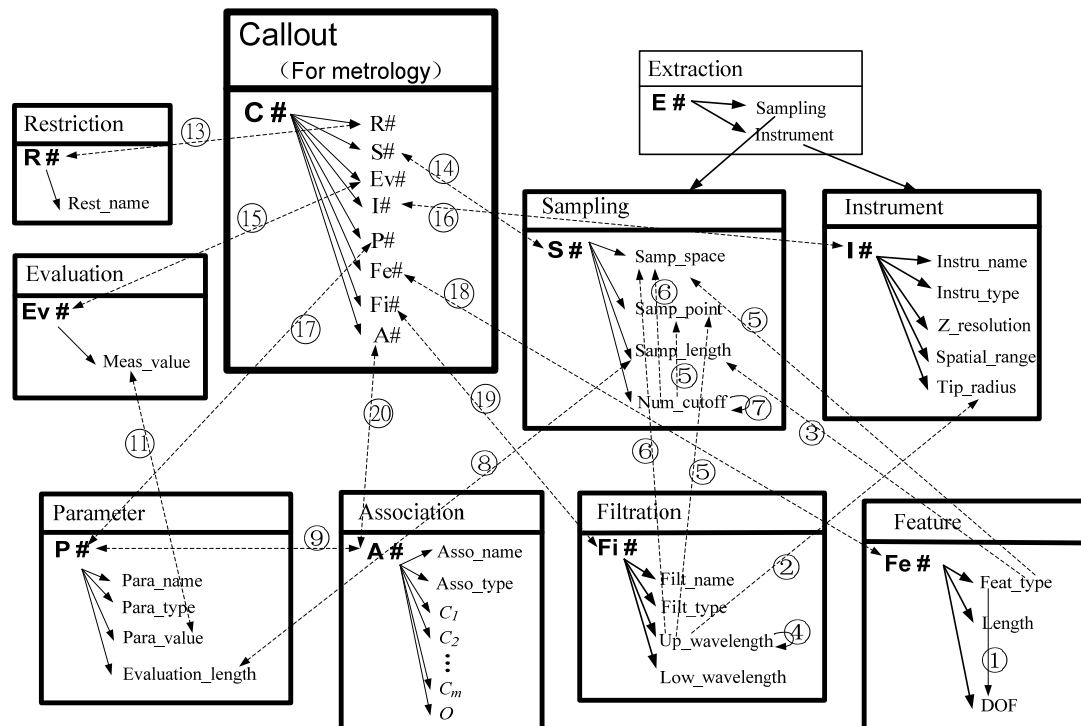 Callout
（For metrology）
C #
R#
S#
Ev#
I#
P#
Fe#
Fi#
A#
Extraction
E #
Sampling
Instrument
Restriction
R #
Rest_name
Evaluation
Ev #
Meas_value
Sampling
S #
Samp_space
Samp_point
Samp_length
Num_cutoff
Instrument
I #
Instru_name
Instru_type
Z_resolution
Spatial_range
Tip_radius
Parameter
P #
Para_name
Para_type
Para_value
Evaluation_length
Association
A #
Asso_name
Asso_type
C1
C2
⋮
Cm
O
Filtration
Fi #
Filt_name
Filt_type
Up_wavelength
Low_wavelength
Feature
Fe #
Feat_type
Length
DOF
⑬
⑭
⑮
⑯
⑱
⑰
⑥
⑤
⑤
⑦
③
⑲
⑳
⑪
⑧
⑥
⑤
⑨
②
④
①